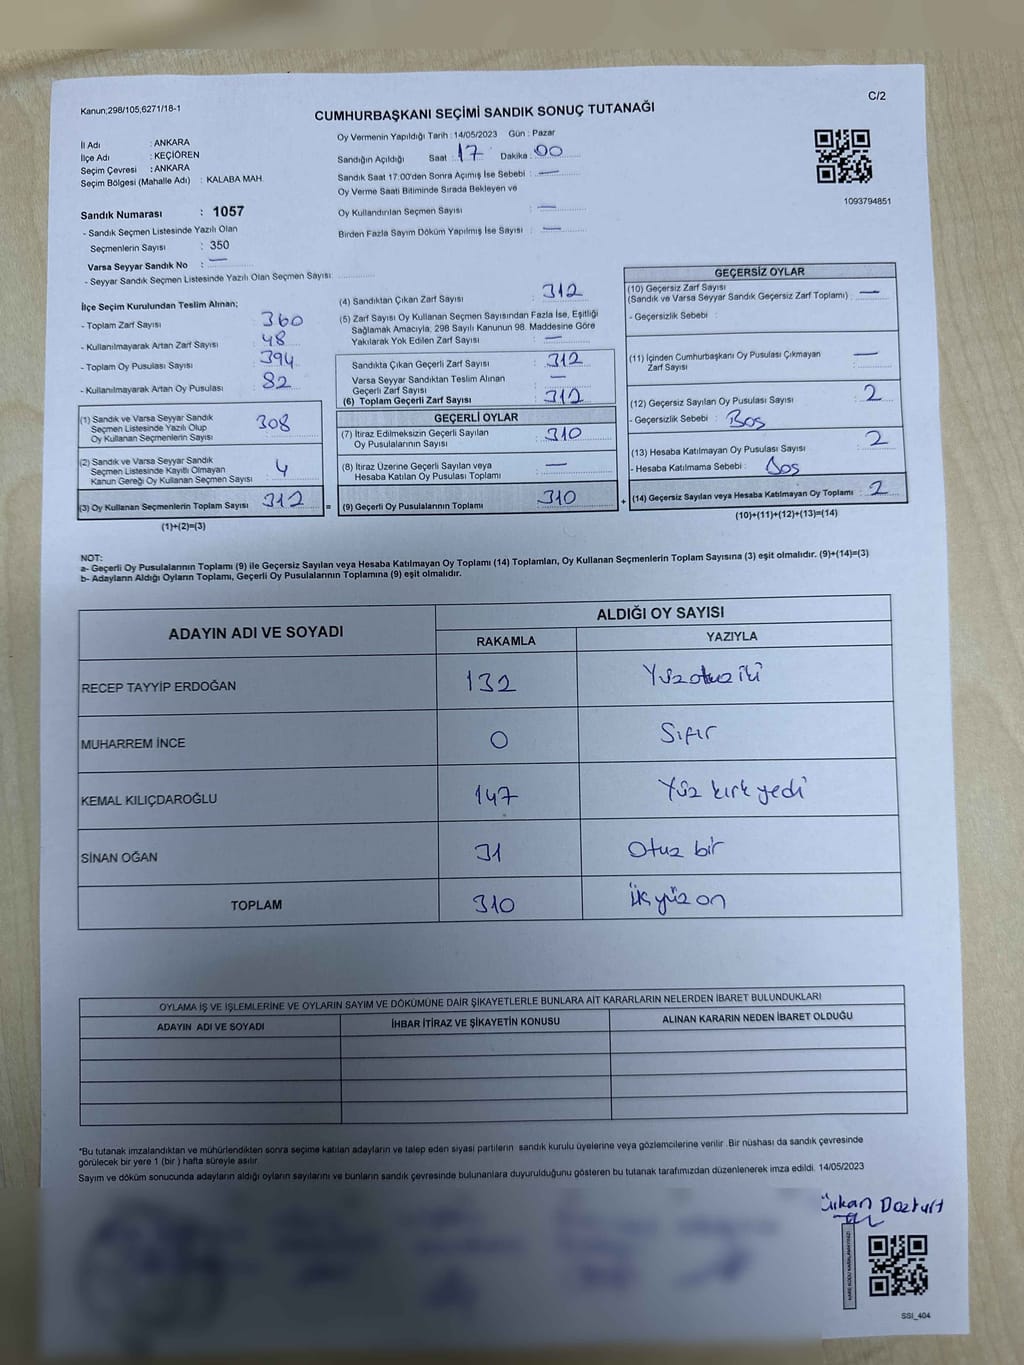 Kanun;298/105,6271/18-1
C/2
CUMHURBAŞKANI SEÇİMİ SANDIK SONUÇ TUTANAĞI
İl Adı : ANKARA
İlçe Adı : KEÇİÖREN
Seçim Çevresi : ANKARA
Seçim Bölgesi (Mahalle Adı) : KALABA MAH.
Oy Vermenin Yapıldığı Tarih : 14/05/2023 Gün : Pazar
Sandığın Açıldığı Saat : 17 Dakika : 00
Sandık Saat 17:00'den Sonra Açımış İse Sebebi : —
Oy Verme Saati Bitiminde Sırada Bekleyen ve
Oy Kullandırılan Seçmen Sayısı : —
Birden Fazla Sayım Döküm Yapılmış İse Sayısı : —
1093794851
Sandık Numarası : 1057
- Sandık Seçmen Listesinde Yazılı Olan
Seçmenlerin Sayısı : 350
Varsa Seyyar Sandık No : —
- Seyyar Sandık Seçmen Listesinde Yazılı Olan Seçmen Sayısı:
İlçe Seçim Kurulundan Teslim Alınan;
- Toplam Zarf Sayısı : 360
- Kullanılmayarak Artan Zarf Sayısı : 48
- Toplam Oy Pusulası Sayısı : 394
- Kullanılmayarak Artan Oy Pusulası : 82
(1) Sandık ve Varsa Seyyar Sandık
Seçmen Listesinde Yazılı Olup
Oy Kullanan Seçmenlerin Sayısı : 308
(2) Sandık ve Varsa Seyyar Sandık
Seçmen Listesinde Kayıtlı Olmayan
Kanun Gereği Oy Kullanan Seçmen Sayısı : 4
(3) Oy Kullanan Seçmenlerin Toplam Sayısı 312 =
(1)+(2)=(3)
(4) Sandıktan Çıkan Zarf Sayısı : 312
(5) Zarf Sayısı Oy Kullanan Seçmen Sayısından Fazla İse, Eşitliği
Sağlamak Amacıyla, 298 Sayılı Kanunun 98. Maddesine Göre
Yakılarak Yok Edilen Zarf Sayısı : —
Sandıkta Çıkan Geçerli Zarf Sayısı : 312
Varsa Seyyar Sandıktan Teslim Alınan
Geçerli Zarf Sayısı : —
(6) Toplam Geçerli Zarf Sayısı : 312
GEÇERLİ OYLAR
(7) İtiraz Edilmeksizin Geçerli Sayılan
Oy Pusulalarının Sayısı : 310
(8) İtiraz Üzerine Geçerli Sayılan veya
Hesaba Katılan Oy Pusulası Toplamı : —
(9) Geçerli Oy Pusulalarının Toplamı : 310 +
GEÇERSİZ OYLAR
(10) Geçersiz Zarf Sayısı
(Sandık ve Varsa Seyyar Sandık Geçersiz Zarf Toplamı) : —
- Geçersizlik Sebebi :
(11) İçinden Cumhurbaşkanı Oy Pusulası Çıkmayan
Zarf Sayısı : —
(12) Geçersiz Sayılan Oy Pusulası Sayısı : 2
- Geçersizlik Sebebi : Boş
(13) Hesaba Katılmayan Oy Pusulası Sayısı : 2
- Hesaba Katılmama Sebebi : Boş
(14) Geçersiz Sayılan veya Hesaba Katılmayan Oy Toplamı : 2
(10)+(11)+(12)+(13)=(14)
NOT:
a- Geçerli Oy Pusulalarının Toplamı (9) ile Geçersiz Sayılan veya Hesaba Katılmayan Oy Toplamı (14) Toplamları, Oy Kullanan Seçmenlerin Toplam Sayısına (3) eşit olmalıdır. (9)+(14)=(3)
b- Adayların Aldığı Oyların Toplamı, Geçerli Oy Pusulalarının Toplamına (9) eşit olmalıdır.
ADAYIN ADI VE SOYADI
ALDIĞI OY SAYISI
RAKAMLA YAZIYLA
RECEP TAYYİP ERDOĞAN 132 Yüzotuz iki
MUHARREM İNCE 0 Sıfır
KEMAL KILIÇDAROĞLU 147 Yüz kırk yedi
SİNAN OĞAN 31 Otuz bir
TOPLAM 310 Üç yüz on
OYLAMA İŞ VE İŞLEMLERİNE VE OYLARIN SAYIM VE DÖKÜMÜNE DAİR ŞİKAYETLERLE BUNLARA AİT KARARLARIN NELERDEN İBARET BULUNDUKLARI
ADAYIN ADI VE SOYADI İHBAR İTİRAZ VE ŞİKAYETİN KONUSU ALINAN KARARIN NEDEN İBARET OLDUĞU
*Bu tutanak imzalandıktan ve mühürlendikten sonra seçime katılan adayların ve talep eden siyasi partilerin sandık kurulu üyelerine veya gözlemcilerine verilir .Bir nüshası da sandık çevresinde
görülecek bir yere 1 (bir ) hafta süreyle asılır.
Sayım ve döküm sonucunda adayların aldığı oyların sayılarını ve bunların sandık çevresinde bulunanlara duyurulduğunu gösteren bu tutanak tarafımızdan düzenlenerek imza edildi. 14/05/2023
SSI_404